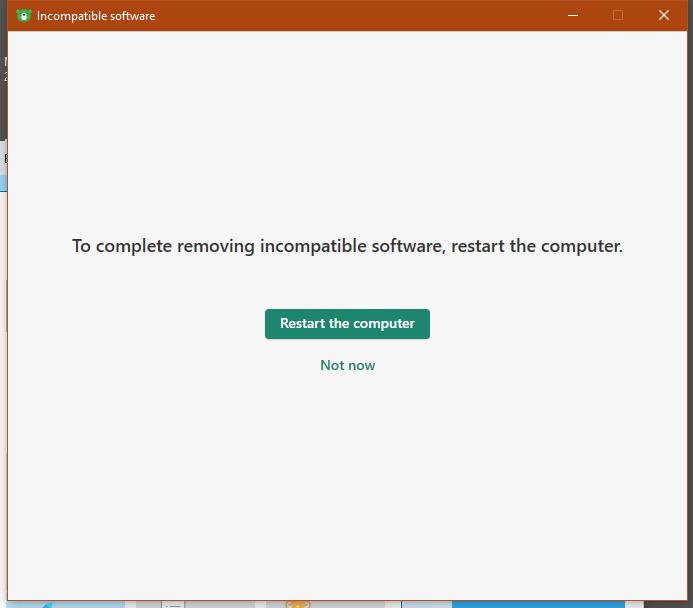 Incompatible software
To complete removing incompatible software, restart the computer.
Restart the computer
Not now